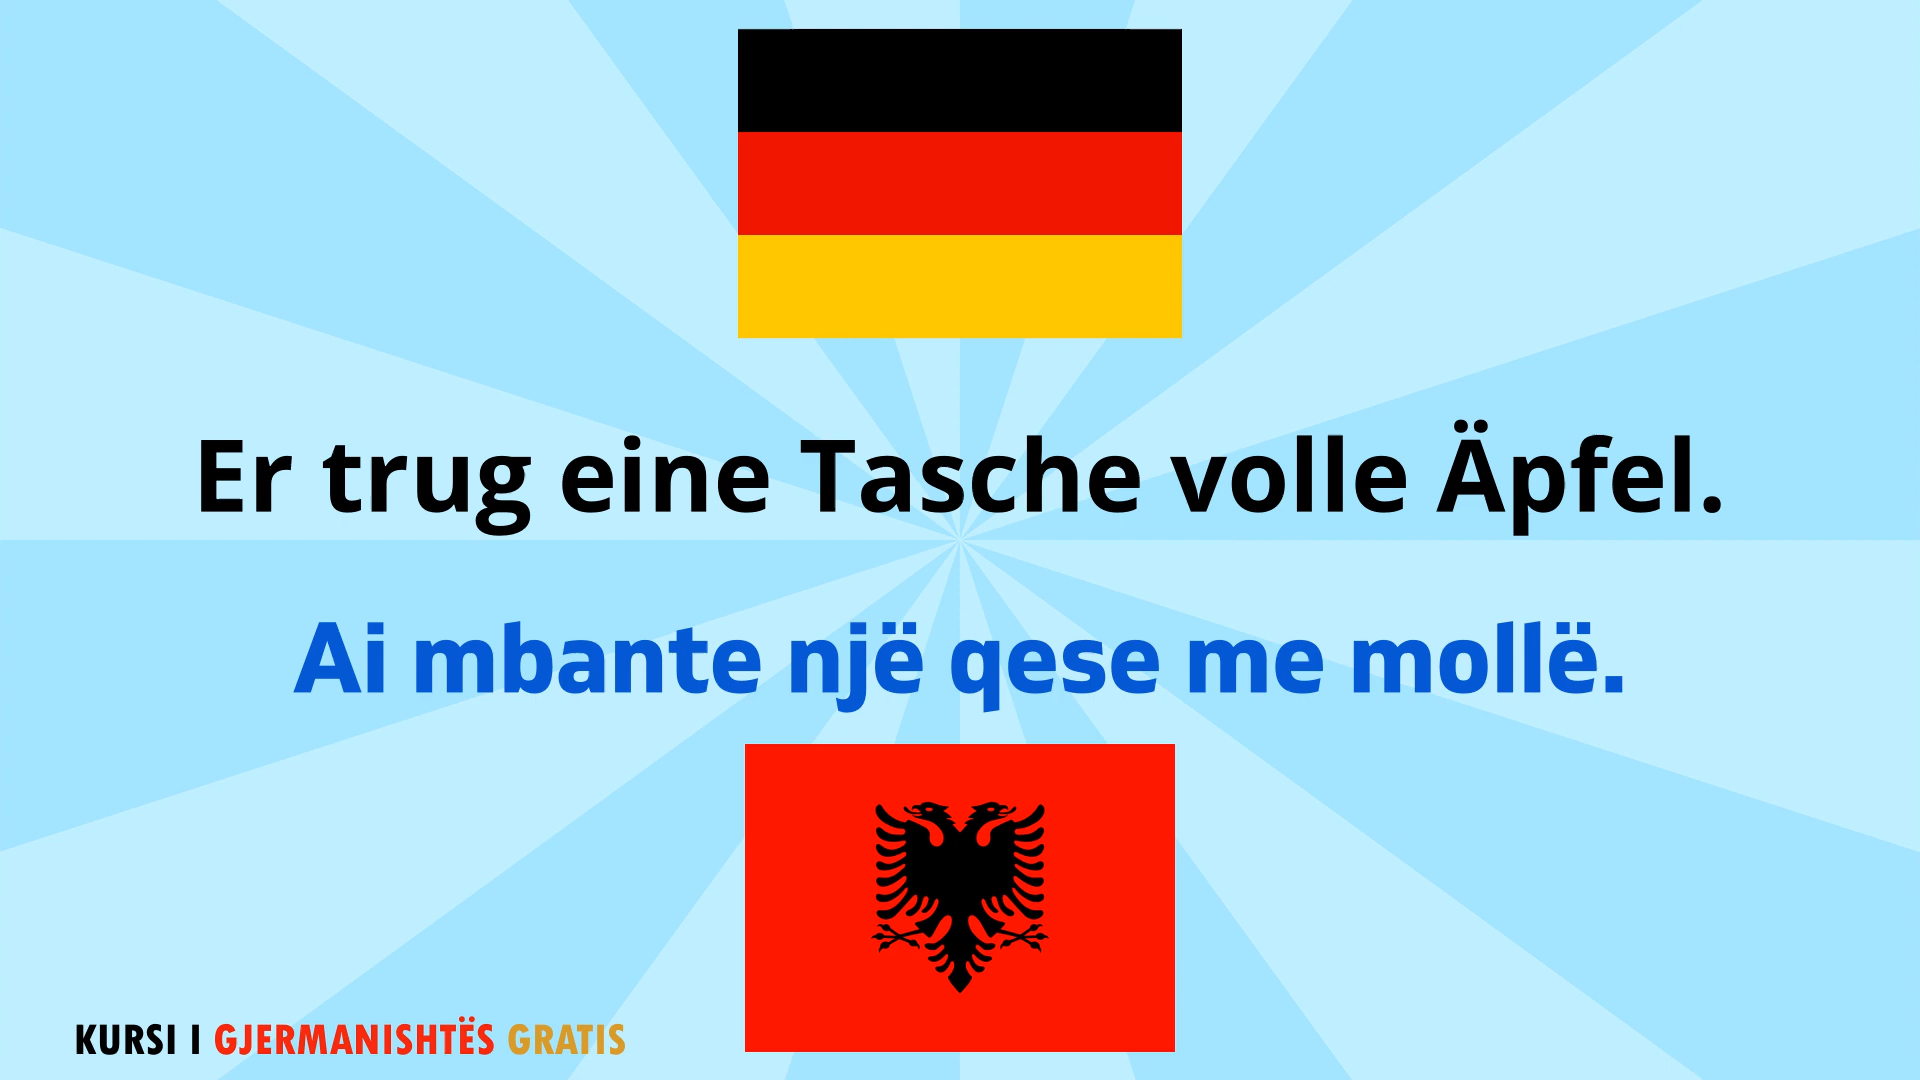 Er trug eine Tasche volle Äpfel.
Ai mbante një qese me mollë.
KURSI I GJERMANISHTËS GRATIS